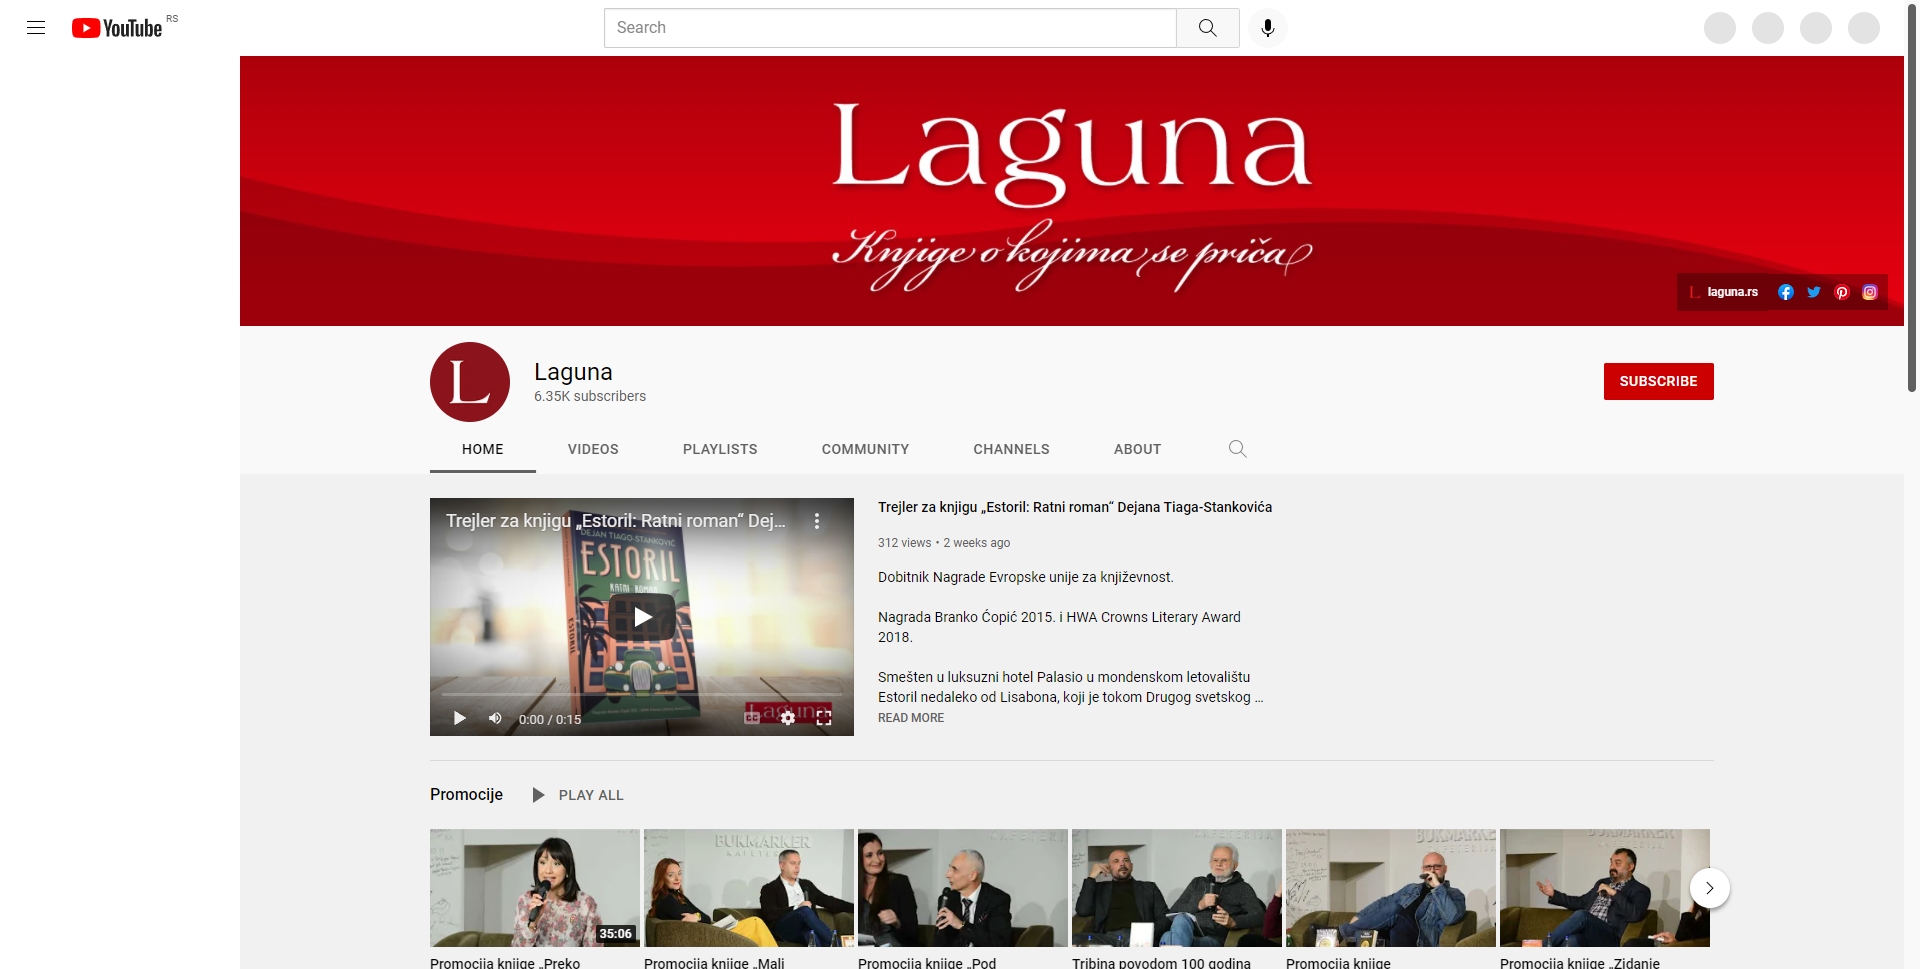 YouTube RS
Search
Laguna
Knjige o kojima se priča
L laguna.rs
L
Laguna
6.35K subscribers
SUBSCRIBE
HOME
VIDEOS
PLAYLISTS
COMMUNITY
CHANNELS
ABOUT
Trejler za knjigu „Estoril: Ratni roman“ Dej...
DEJAN TIAGO-STANKOVIĆ
ESTORIL
RATNI ROMAN
ESTORIL
Laguna
0:00 / 0:15
Trejler za knjigu „Estoril: Ratni roman“ Dejana Tiaga-Stankovića
312 views • 2 weeks ago
Dobitnik Nagrade Evropske unije za književnost.
Nagrada Branko Ćopić 2015. i HWA Crowns Literary Award
2018.
Smešten u luksuzni hotel Palasio u mondenskom letovalištu
Estoril nedaleko od Lisabona, koji je tokom Drugog svetskog ...
READ MORE
Promocije
PLAY ALL
BUKMARKER
35:06
Promocija knjige „Preko
Promocija knjige „Mali
Promocija knjige „Pod
Tribina povodom 100 godina
Promocija knjige
Promocija knjige „Zidanje